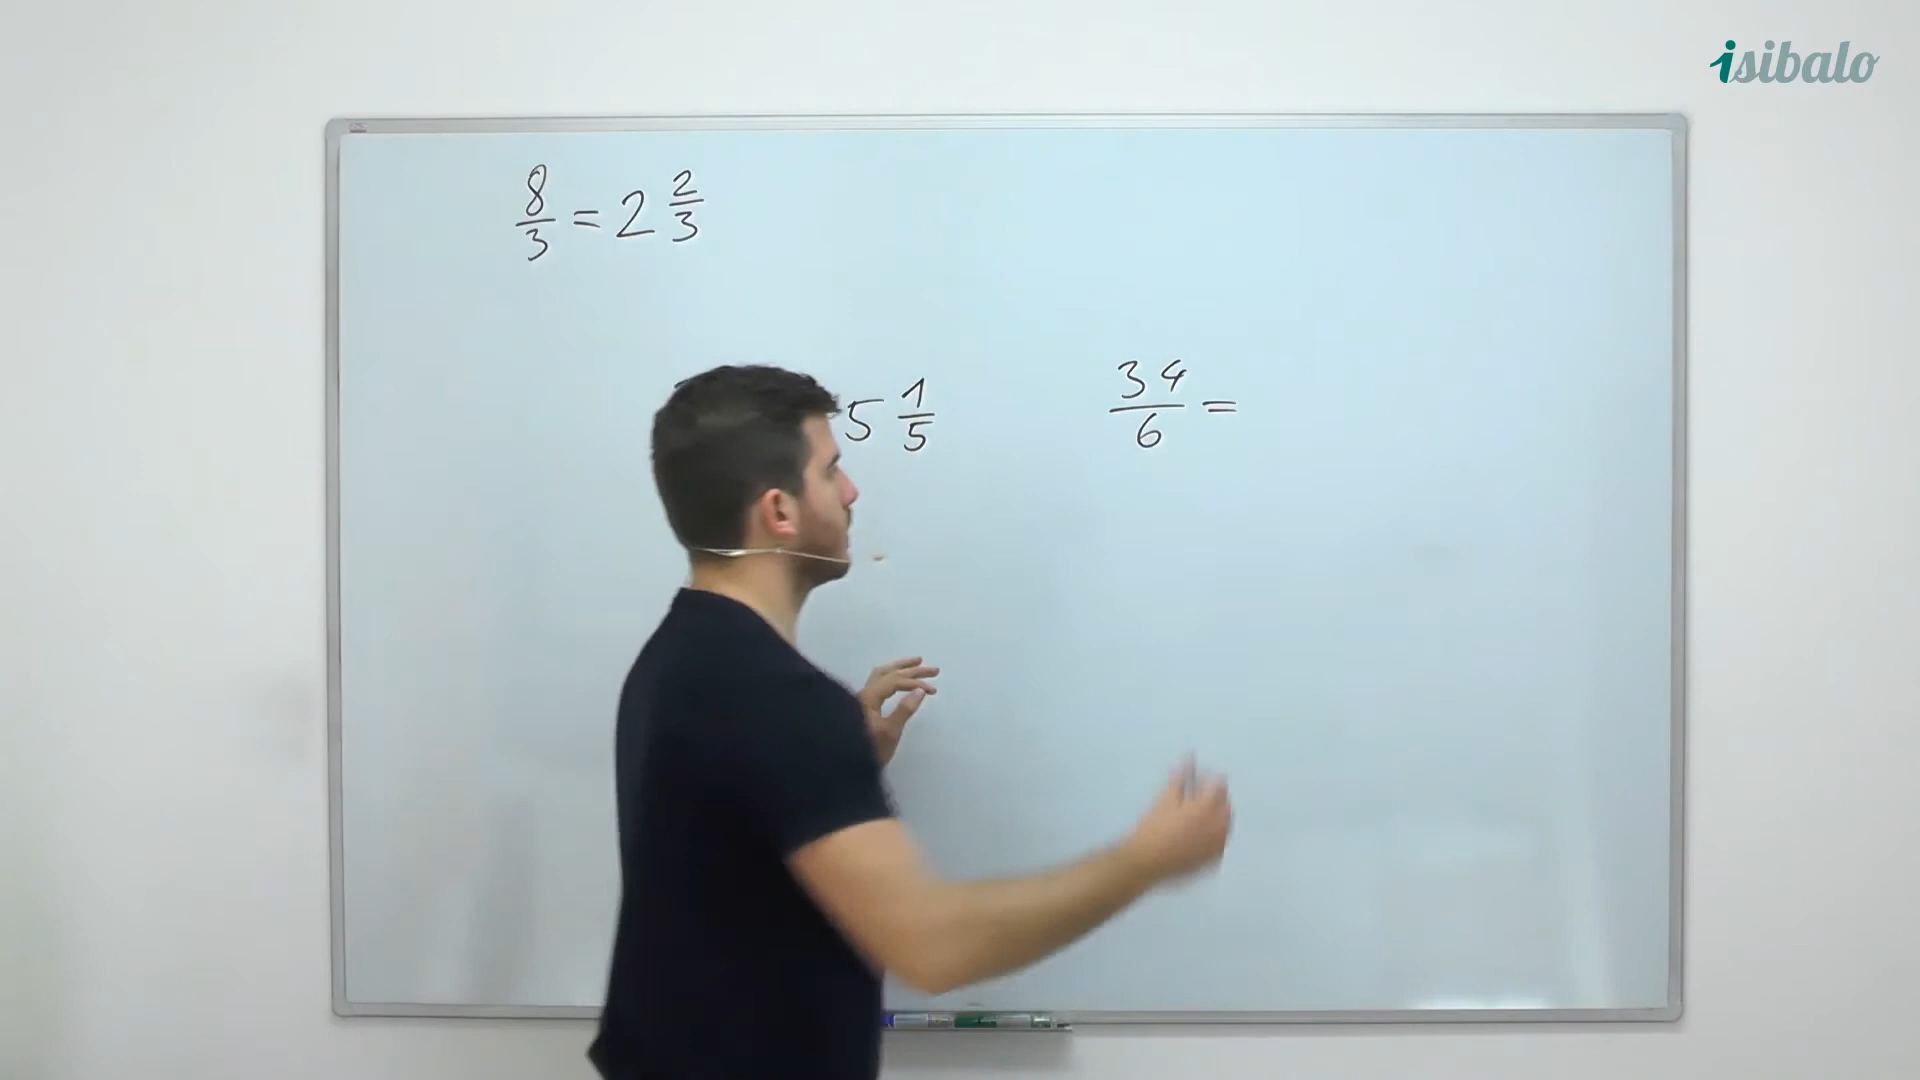 isibalo
8/3 = 2 2/3
5 1/5
34/6 =